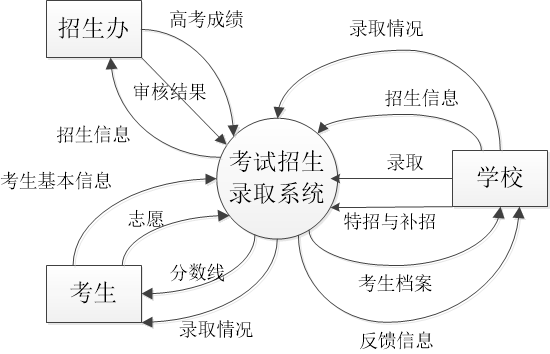 高考成绩
招生办
录取情况
审核结果
招生信息
招生信息
考试招生
录取系统
录取
学校
考生基本信息
志愿
特招与补招
分数线
考生档案
考生
录取情况
反馈信息